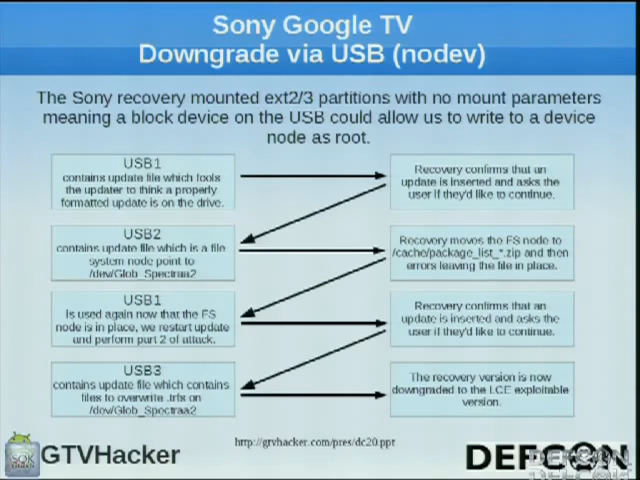 Sony Google TV
Downgrade via USB (nodev)
The Sony recovery mounted ext2/3 partitions with no mount parameters
meaning a block device on the USB could allow us to write to a device
node as root.
USB1
contains update file which fools
the updater to think a properly
formatted update is on the drive.
Recovery confirms that an
update is inserted and asks the
user if they'd like to continue.
USB2
contains update file which is a file
system node point to
/dev/Glob_Spectraa2
Recovery moves the FS node to
/cache/package_list_*.zip and then
errors leaving the file in place.
USB1
Is used again now that the FS
node is in place, we restart update
and perform part 2 of attack.
Recovery confirms that an
update is inserted and asks the
user if they'd like to continue.
USB3
contains update file which contains
files to overwrite .trfs on
/dev/Glob_Spectraa2
The recovery version is now
downgraded to the LCE exploitable
version.
GTVHacker
http://gtvhacker.com/pres/dc20.ppt
DEFCON
DEFCON